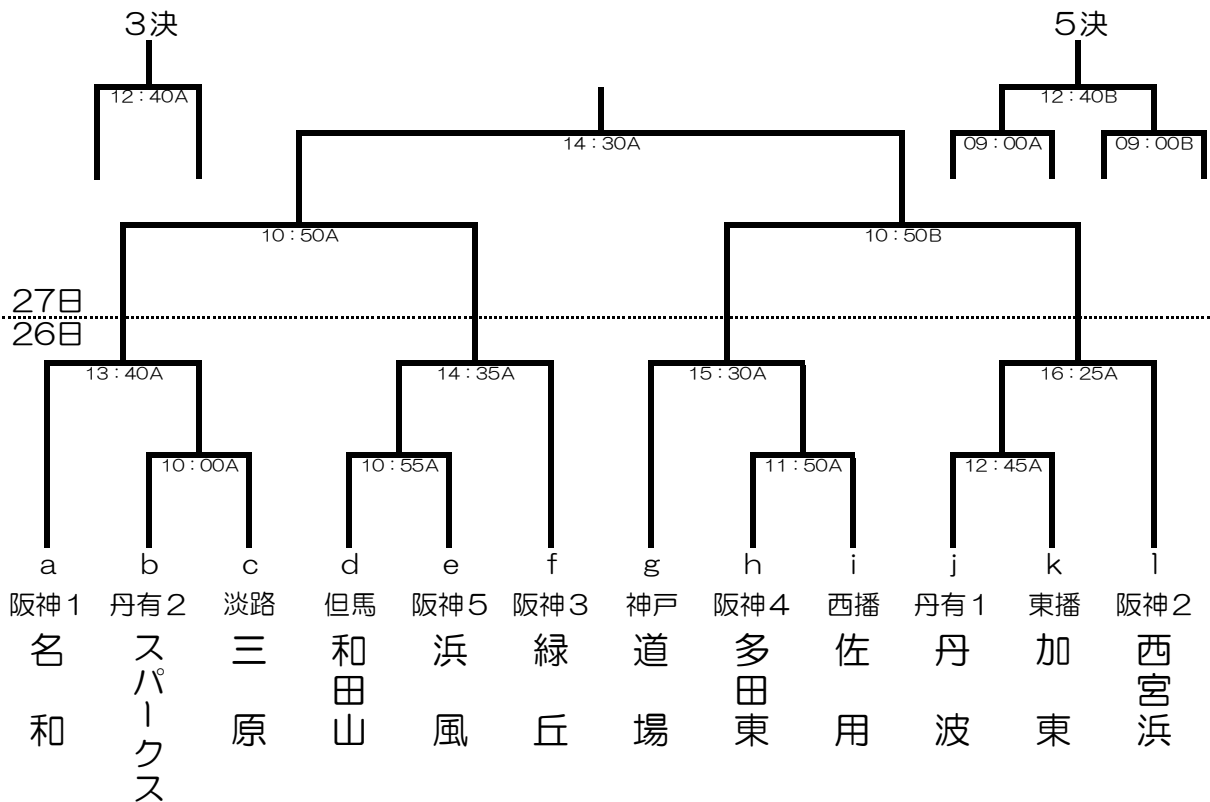 3決
5決
12:40A
12:40B
14:30A
09:00A
09:00B
10:50A
10:50B
27日
26日
13:40A
14:35A
15:30A
16:25A
10:00A
10:55A
11:50A
12:45A
a b c d e f g h i j k l
阪神1 丹有2 淡路 但馬 阪神5 阪神3 神戸 阪神4 西播 丹有1 東播 阪神2
名和 スパークス 三原 和田山 浜風 緑丘 道場 多田東 佐用 丹波 加東 西宮浜